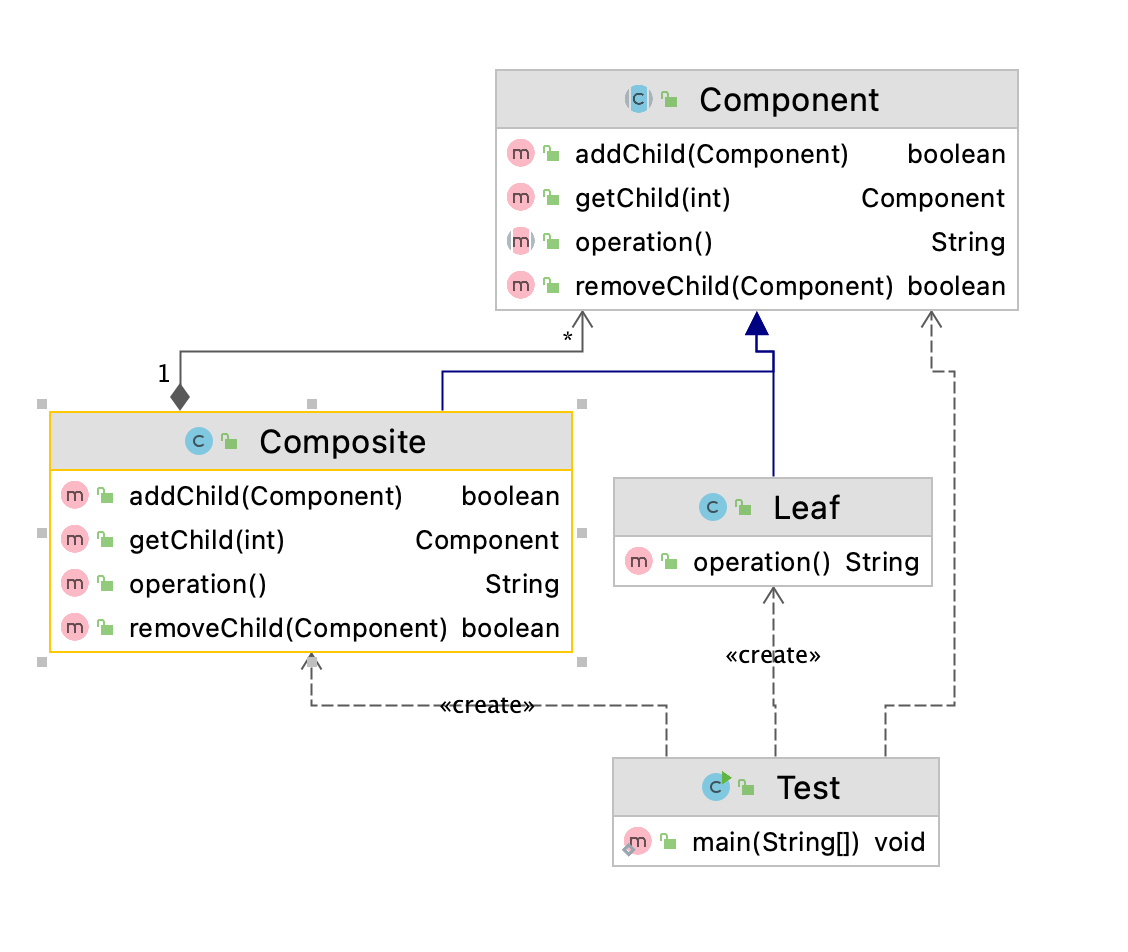 Component
addChild(Component) boolean
getChild(int) Component
operation() String
removeChild(Component) boolean
*
1
Composite
addChild(Component) boolean
getChild(int) Component
operation() String
removeChild(Component) boolean
Leaf
operation() String
«create»
«create»
Test
main(String[]) void